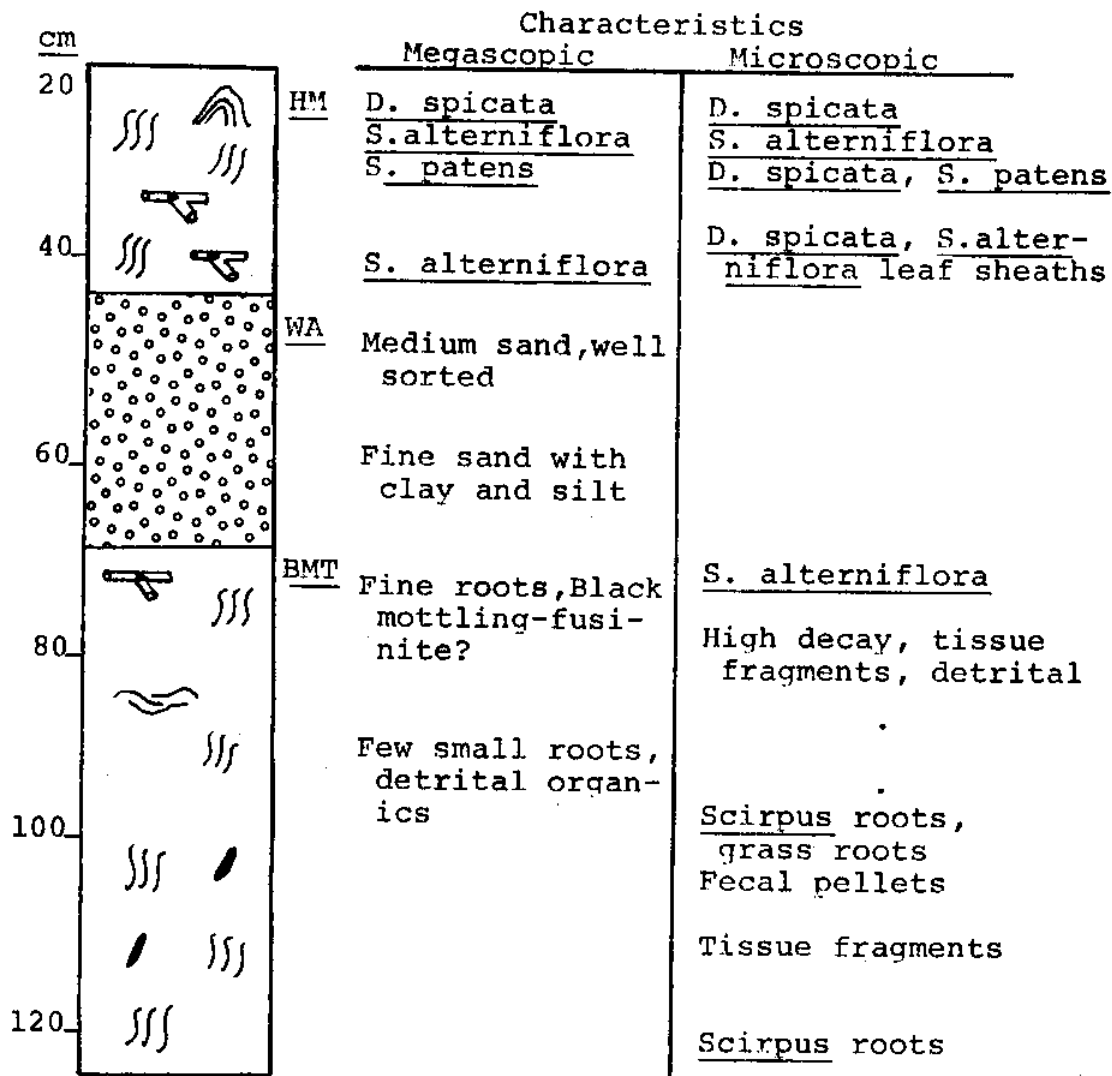 Characteristics
cm
Megascopic
Microscopic
20
HM
D. spicata
S.alterniflora
S. patens
D. spicata
S. alterniflora
D. spicata, S. patens
40
S. alterniflora
D. spicata, S.alter-
niflora leaf sheaths
WA
Medium sand,well
sorted
60
Fine sand with
clay and silt
BMT
Fine roots,Black
mottling-fusi-
nite?
S. alterniflora
80
High decay, tissue
fragments, detrital
Few small roots,
detrital organ-
ics
100
Scirpus roots,
grass roots
Fecal pellets
Tissue fragments
120
Scirpus roots